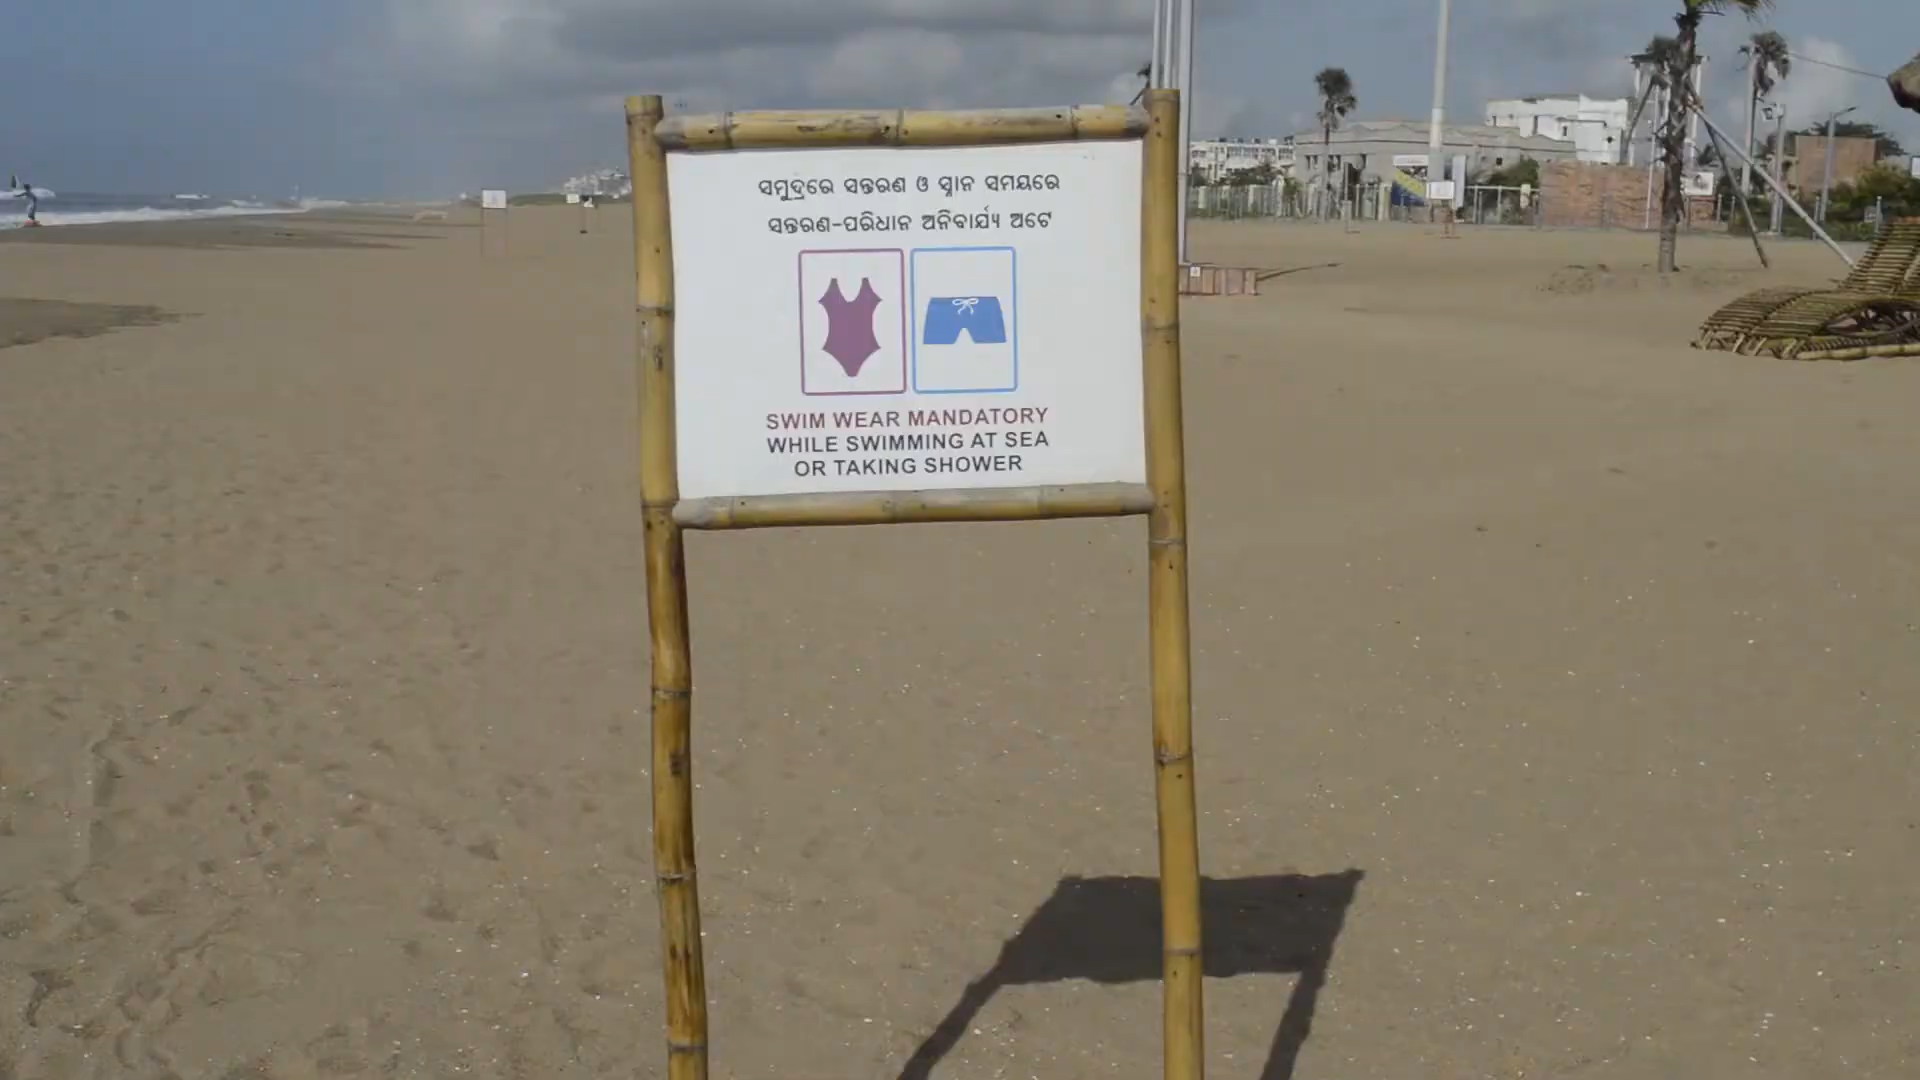 ସମୁଦ୍ରରେ ସନ୍ତରଣ ଓ ସ୍ନାନ ସମୟରେ
ସନ୍ତରଣ-ପରିଧାନ ଅନିବାର୍ଯ୍ୟ ଅଟେ
SWIM WEAR MANDATORY
WHILE SWIMMING AT SEA
OR TAKING SHOWER